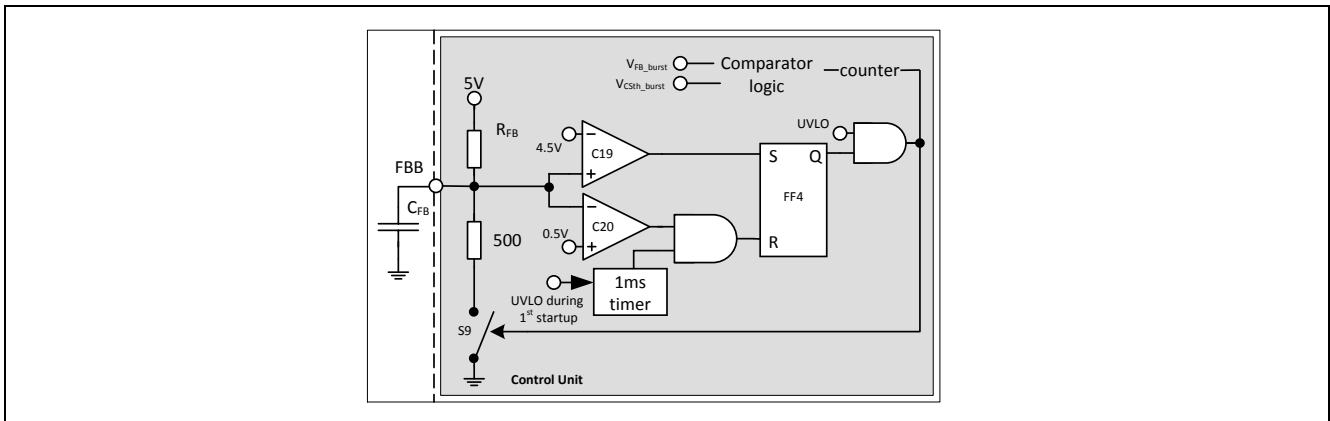 V_FB_burst
V_CSth_burst
Comparator
logic
counter
5V
R_FB
UVLO
4.5V
−
C19
+
S
Q
FBB
FF4
C_FB
−
C20
0.5V
+
500
R
1ms
timer
UVLO during
1st startup
S9
Control Unit